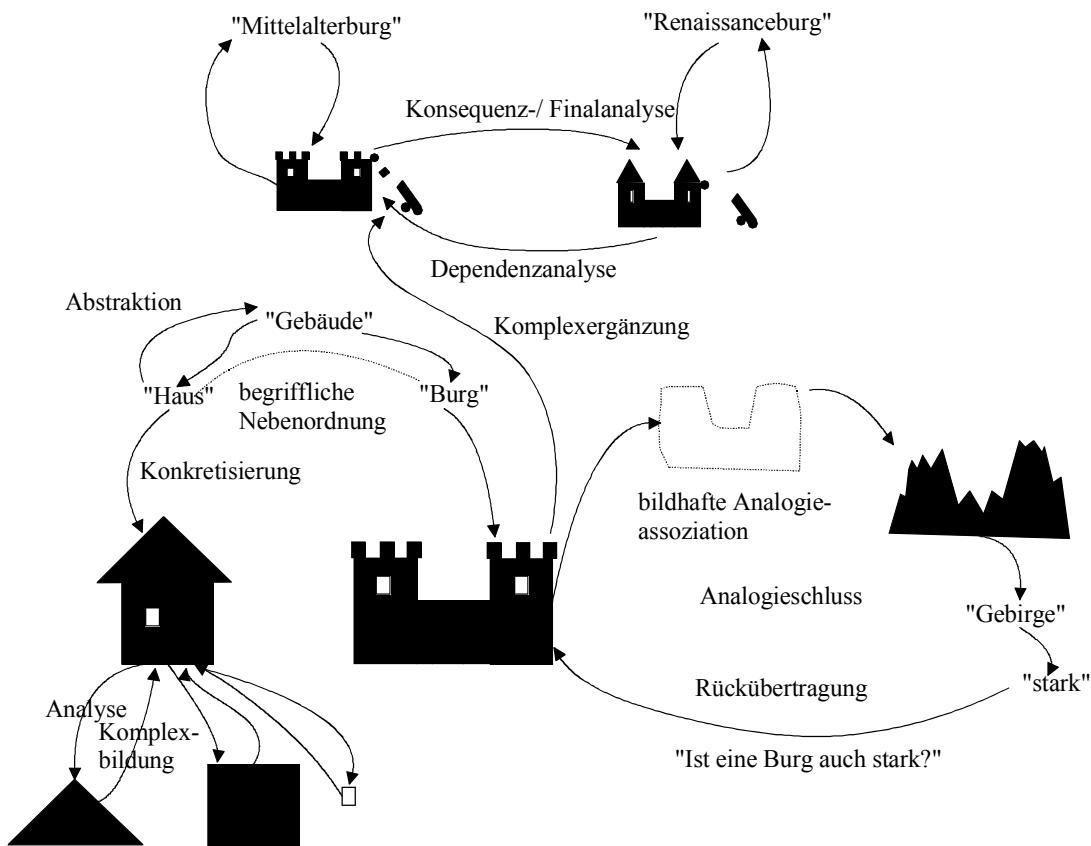 "Mittelalterburg"
"Renaissanceburg"
Konsequenz-/ Finalanalyse
Dependenzanalyse
Abstraktion
"Gebäude"
Komplexergänzung
"Haus"
begriffliche
Nebenordnung
"Burg"
Konkretisierung
bildhafte Analogie-
assoziation
Analogieschluss
"Gebirge"
Rückübertragung
"stark"
Analyse
Komplex-
bildung
"Ist eine Burg auch stark?"